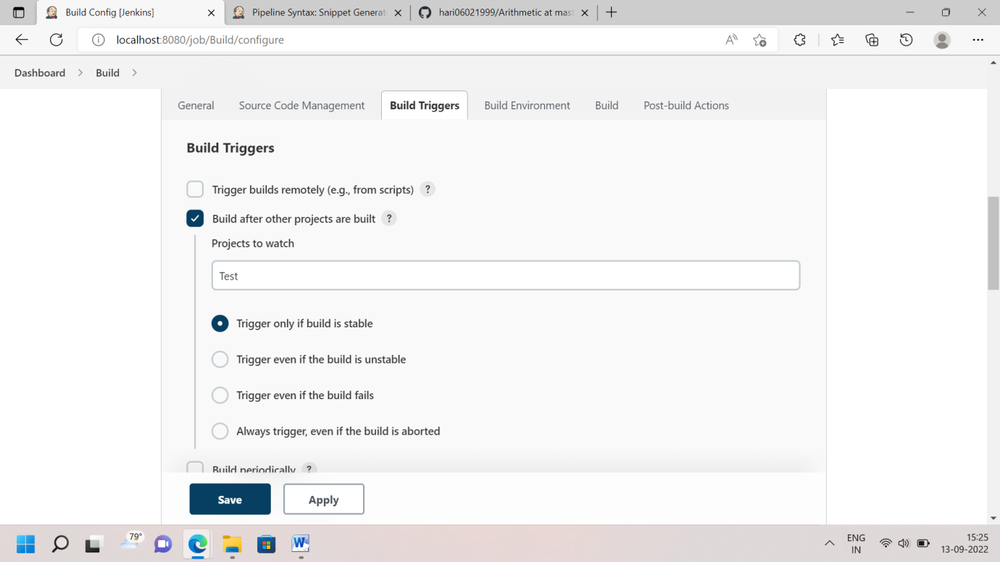 Build Config [Jenkins]
Pipeline Syntax: Snippet Generat
hari06021999/Arithmetic at mast
localhost:8080/job/Build/configure
Dashboard > Build >
General Source Code Management Build Triggers Build Environment Build Post-build Actions
Build Triggers
Trigger builds remotely (e.g., from scripts) ?
Build after other projects are built ?
Projects to watch
Test
Trigger only if build is stable
Trigger even if the build is unstable
Trigger even if the build fails
Always trigger, even if the build is aborted
Build periodically ?
Save Apply
79°
ENG
IN
15:25
13-09-2022